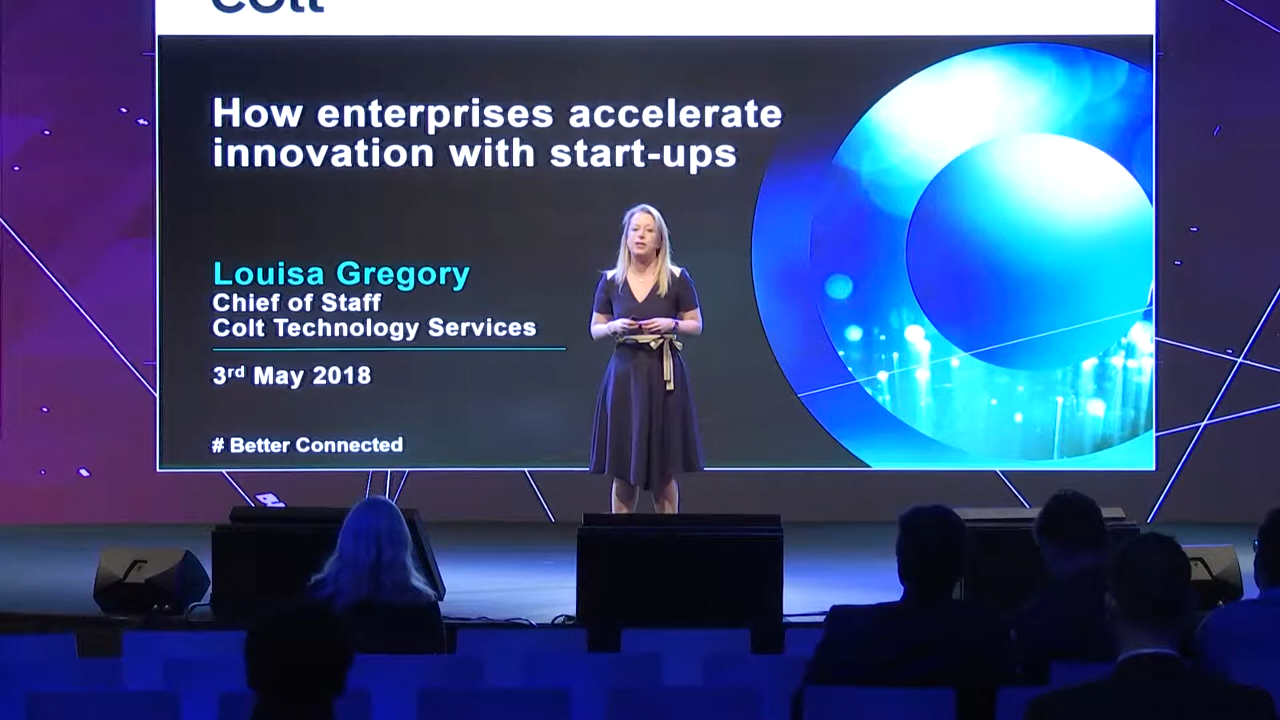 Colt
How enterprises accelerate
innovation with start-ups
Louisa Gregory
Chief of Staff
Colt Technology Services
3rd May 2018
# Better Connected